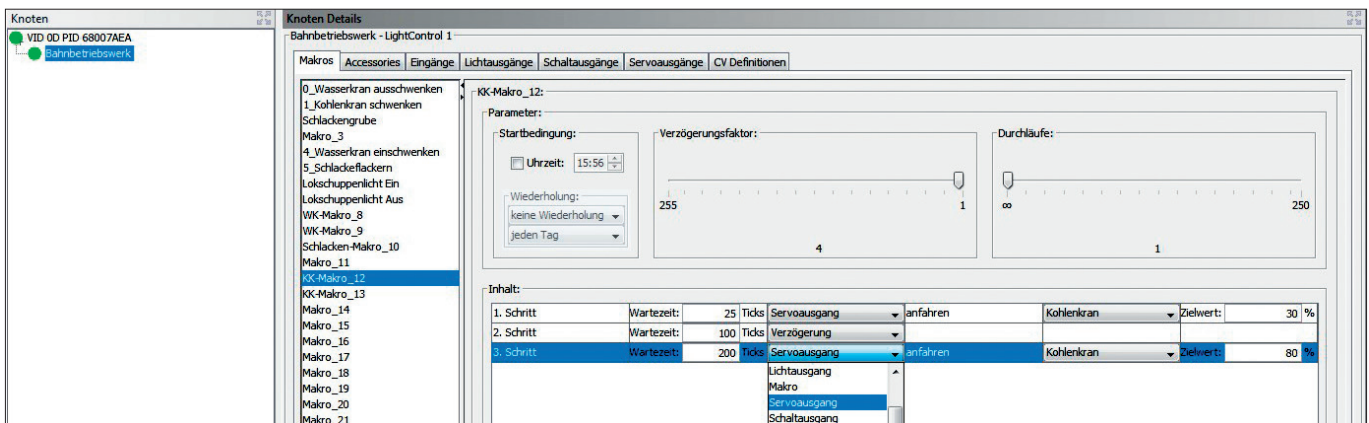 Knoten
VID 0D PID 68007AEA
Bahnbetriebswerk
Knoten Details
Bahnbetriebswerk - LightControl 1
Makros Accessories Eingänge Lichtausgänge Schaltausgänge Servoausgänge CV Definitionen
0_Wasserkran ausschwenken
1_Kohlenkran schwenken
Schlackengrube
Makro_3
4_Wasserkran einschwenken
5_Schlackeflackern
Lokschuppenlicht Ein
Lokschuppenlicht Aus
WK-Makro_8
WK-Makro_9
Schlacken-Makro_10
Makro_11
KK-Makro_12
KK-Makro_13
Makro_14
Makro_15
Makro_16
Makro_17
Makro_18
Makro_19
Makro_20
Makro_21
KK-Makro_12:
Parameter:
Startbedingung:
Uhrzeit: 15:56
Wiederholung:
keine Wiederholung
jeden Tag
Verzögerungsfaktor:
255 1
4
Durchläufe:
∞ 250
1
Inhalt:
1. Schritt Wartezeit: 25 Ticks Servoausgang anfahren Kohlenkran Zielwert: 30 %
2. Schritt Wartezeit: 100 Ticks Verzögerung
3. Schritt Wartezeit: 200 Ticks Servoausgang anfahren Kohlenkran Zielwert: 80 %
Lichtausgang
Makro
Servoausgang
Schaltausgang